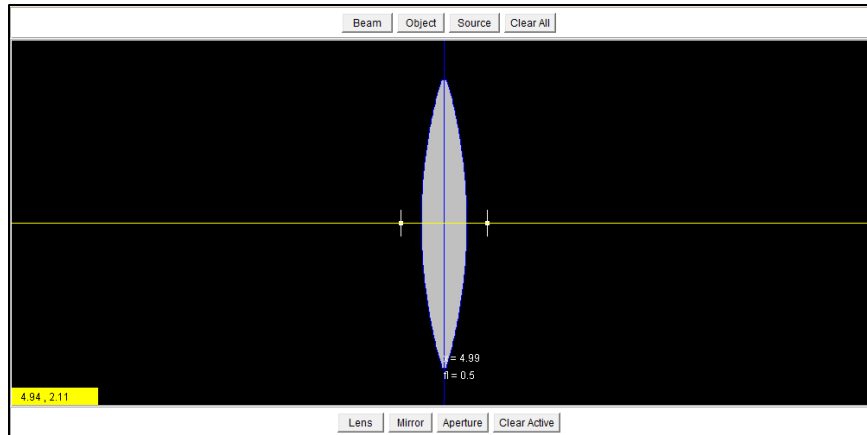 Beam Object Source Clear All
= 4.99
fl = 0.5
4.94 , 2.11
Lens Mirror Aperture Clear Active